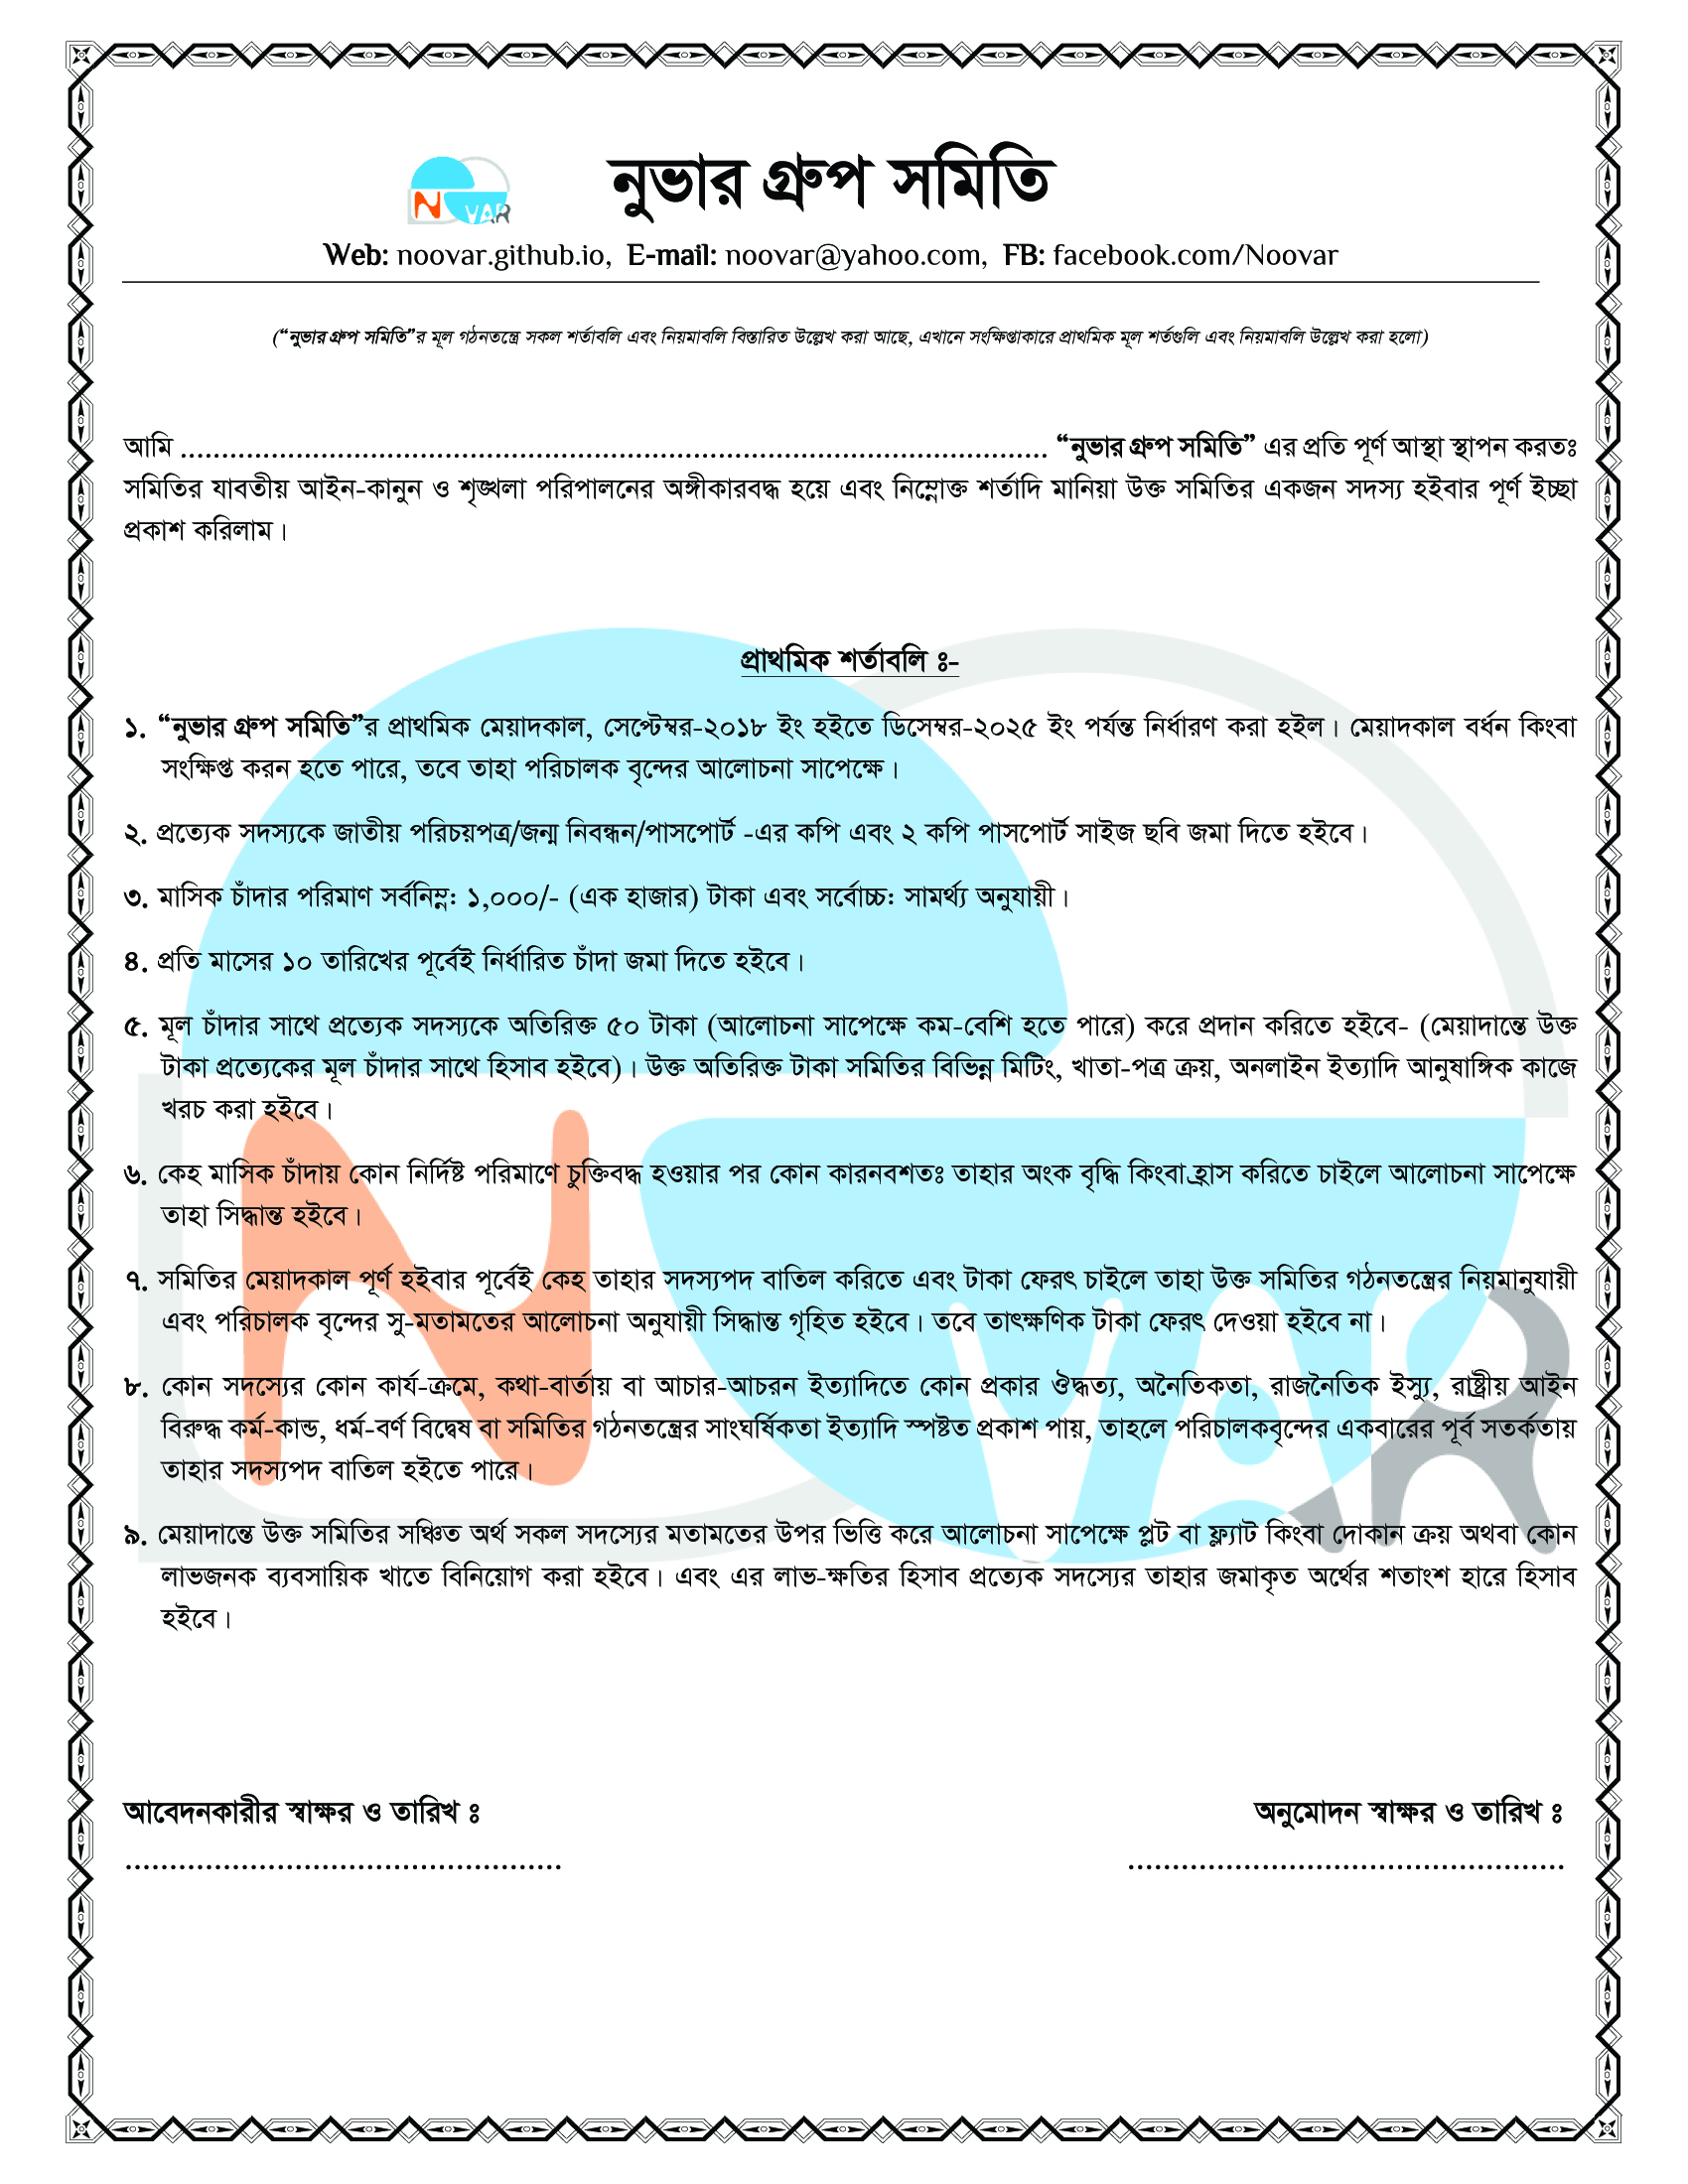 নুভার গ্রুপ সমিতি
NOVAR
Web: noovar.github.io, E-mail: noovar@yahoo.com, FB: facebook.com/Noovar
(“নুভার গ্রুপ সমিতি”র মূল গঠনতন্ত্রে সকল শর্তাবলি এবং নিয়মাবলি বিস্তারিত উল্লেখ করা আছে, এখানে সংক্ষিপ্তাকারে প্রাথমিক মূল শর্তগুলি এবং নিয়মাবলি উল্লেখ করা হলো)
আমি ........................................................................................................ “নুভার গ্রুপ সমিতি” এর প্রতি পূর্ণ আস্থা স্থাপন করতঃ
সমিতির যাবতীয় আইন-কানুন ও শৃঙ্খলা পরিপালনের অঙ্গীকারবদ্ধ হয়ে এবং নিম্নোক্ত শর্তাদি মানিয়া উক্ত সমিতির একজন সদস্য হইবার পূর্ণ ইচ্ছা
প্রকাশ করিলাম।
প্রাথমিক শর্তাবলি ঃ-
১. “নুভার গ্রুপ সমিতি”র প্রাথমিক মেয়াদকাল, সেপ্টেম্বর-২০১৮ ইং হইতে ডিসেম্বর-২০২৫ ইং পর্যন্ত নির্ধারণ করা হইল। মেয়াদকাল বর্ধন কিংবা
সংক্ষিপ্ত করন হতে পারে, তবে তাহা পরিচালক বৃন্দের আলোচনা সাপেক্ষে।
২. প্রত্যেক সদস্যকে জাতীয় পরিচয়পত্র/জন্ম নিবন্ধন/পাসপোর্ট -এর কপি এবং ২ কপি পাসপোর্ট সাইজ ছবি জমা দিতে হইবে।
৩. মাসিক চাঁদার পরিমাণ সর্বনিম্ন: ১,০০০/- (এক হাজার) টাকা এবং সর্বোচ্চ: সামর্থ্য অনুযায়ী।
৪. প্রতি মাসের ১০ তারিখের পূর্বেই নির্ধারিত চাঁদা জমা দিতে হইবে।
৫. মূল চাঁদার সাথে প্রত্যেক সদস্যকে অতিরিক্ত ৫০ টাকা (আলোচনা সাপেক্ষে কম-বেশি হতে পারে) করে প্রদান করিতে হইবে- (মেয়াদান্তে উক্ত
টাকা প্রত্যেকের মূল চাঁদার সাথে হিসাব হইবে)। উক্ত অতিরিক্ত টাকা সমিতির বিভিন্ন মিটিং, খাতা-পত্র ক্রয়, অনলাইন ইত্যাদি আনুষাঙ্গিক কাজে
খরচ করা হইবে।
৬. কেহ মাসিক চাঁদায় কোন নির্দিষ্ট পরিমাণে চুক্তিবদ্ধ হওয়ার পর কোন কারনবশতঃ তাহার অংক বৃদ্ধি কিংবা হ্রাস করিতে চাইলে আলোচনা সাপেক্ষে
তাহা সিদ্ধান্ত হইবে।
৭. সমিতির মেয়াদকাল পূর্ণ হইবার পূর্বেই কেহ তাহার সদস্যপদ বাতিল করিতে এবং টাকা ফেরৎ চাইলে তাহা উক্ত সমিতির গঠনতন্ত্রের নিয়মানুযায়ী
এবং পরিচালক বৃন্দের সু-মতামতের আলোচনা অনুযায়ী সিদ্ধান্ত গৃহিত হইবে। তবে তাৎক্ষণিক টাকা ফেরৎ দেওয়া হইবে না।
৮. কোন সদস্যের কোন কার্য-ক্রমে, কথা-বার্তায় বা আচার-আচরন ইত্যাদিতে কোন প্রকার ঔদ্ধত্য, অনৈতিকতা, রাজনৈতিক ইস্যু, রাষ্ট্রীয় আইন
বিরুদ্ধ কর্ম-কান্ড, ধর্ম-বর্ণ বিদ্বেষ বা সমিতির গঠনতন্ত্রের সাংঘর্ষিকতা ইত্যাদি স্পষ্টত প্রকাশ পায়, তাহলে পরিচালকবৃন্দের একবারের পূর্ব সতর্কতায়
তাহার সদস্যপদ বাতিল হইতে পারে।
৯. মেয়াদান্তে উক্ত সমিতির সঞ্চিত অর্থ সকল সদস্যের মতামতের উপর ভিত্তি করে আলোচনা সাপেক্ষে প্লট বা ফ্ল্যাট কিংবা দোকান ক্রয় অথবা কোন
লাভজনক ব্যবসায়িক খাতে বিনিয়োগ করা হইবে। এবং এর লাভ-ক্ষতির হিসাব প্রত্যেক সদস্যের তাহার জমাকৃত অর্থের শতাংশ হারে হিসাব
হইবে।
আবেদনকারীর স্বাক্ষর ও তারিখ ঃ
.................................................
অনুমোদন স্বাক্ষর ও তারিখ ঃ
.................................................